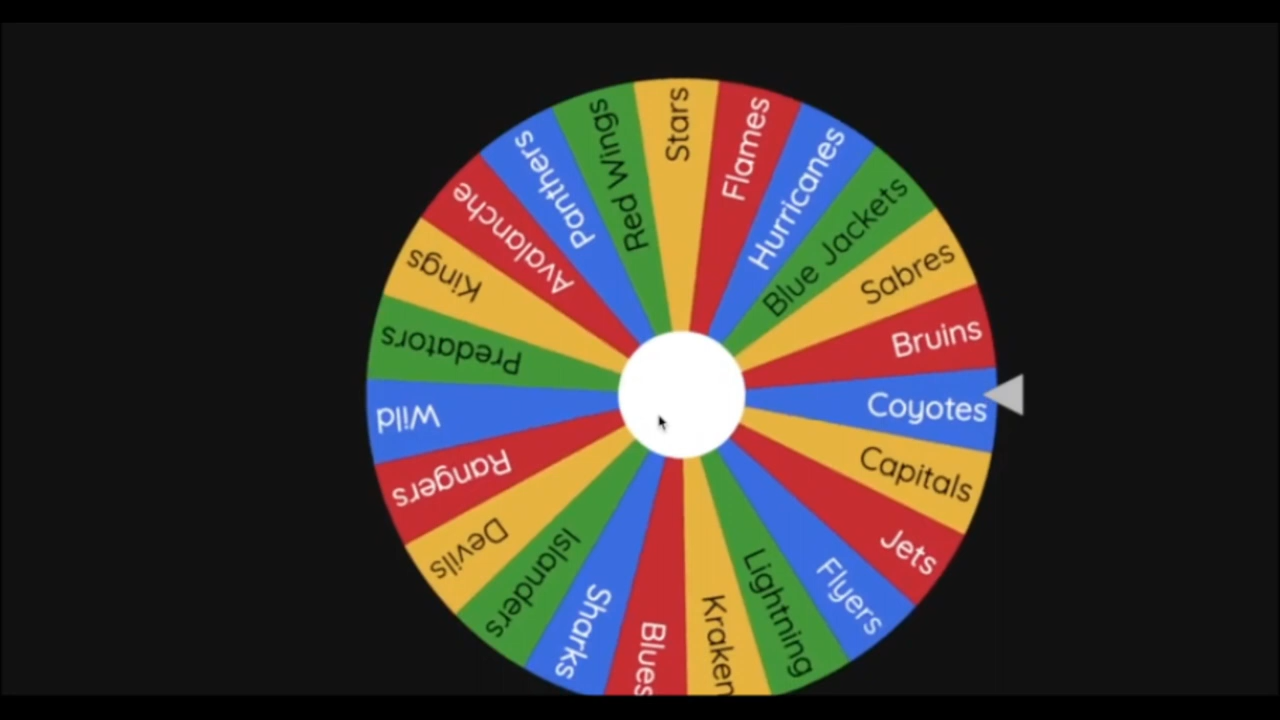 Stars
Flames
Hurricanes
Blue Jackets
Sabres
Bruins
Coyotes
Capitals
Jets
Flyers
Lightning
Kraken
Blues
Sharks
Islanders
Devils
Rangers
Wild
Predators
Kings
Avalanche
Panthers
Red Wings